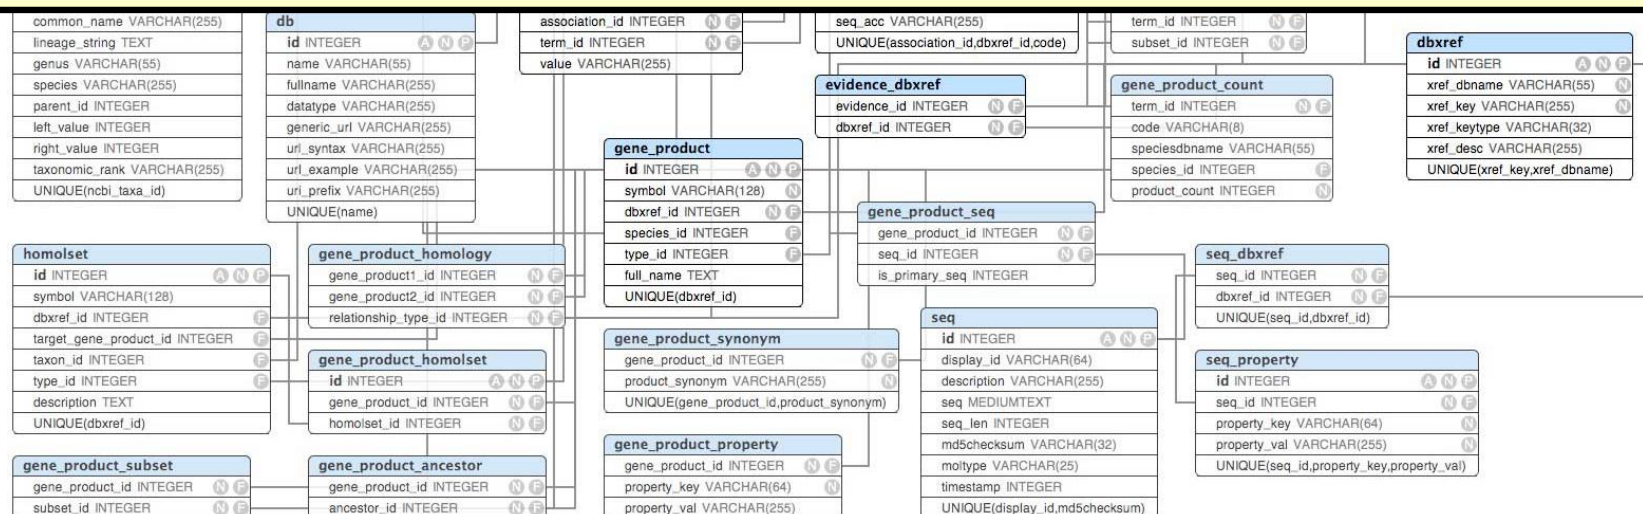 common_name VARCHAR(255)
lineage_string TEXT
genus VARCHAR(55)
species VARCHAR(255)
parent_id INTEGER
left_value INTEGER
right_value INTEGER
taxonomic_rank VARCHAR(255)
UNIQUE(ncbi_taxa_id)
db
id INTEGER A N P
name VARCHAR(55)
fullname VARCHAR(255)
datatype VARCHAR(255)
generic_url VARCHAR(255)
url_syntax VARCHAR(255)
url_example VARCHAR(255)
uri_prefix VARCHAR(255)
UNIQUE(name)
association_id INTEGER N F
term_id INTEGER N F
value VARCHAR(255)
seq_acc VARCHAR(255)
UNIQUE(association_id,dbxref_id,code)
evidence_dbxref
evidence_id INTEGER N F
dbxref_id INTEGER N F
term_id INTEGER N F
subset_id INTEGER N F
gene_product_count
term_id INTEGER N F
code VARCHAR(8)
speciesdbname VARCHAR(55)
species_id INTEGER F
product_count INTEGER N
dbxref
id INTEGER A N P
xref_dbname VARCHAR(55) N
xref_key VARCHAR(255) N
xref_keytype VARCHAR(32)
xref_desc VARCHAR(255)
UNIQUE(xref_key,xref_dbname)
gene_product
id INTEGER A N P
symbol VARCHAR(128) N
dbxref_id INTEGER N F
species_id INTEGER F
type_id INTEGER F
full_name TEXT
UNIQUE(dbxref_id)
gene_product_seq
gene_product_id INTEGER N F
seq_id INTEGER N F
is_primary_seq INTEGER
homolset
id INTEGER A N P
symbol VARCHAR(128)
dbxref_id INTEGER F
target_gene_product_id INTEGER F
taxon_id INTEGER F
type_id INTEGER F
description TEXT
UNIQUE(dbxref_id)
gene_product_homology
gene_product1_id INTEGER N F
gene_product2_id INTEGER N F
relationship_type_id INTEGER N F
gene_product_homolset
id INTEGER A N P
gene_product_id INTEGER N F
homolset_id INTEGER N F
gene_product_synonym
gene_product_id INTEGER N F
product_synonym VARCHAR(255) N
UNIQUE(gene_product_id,product_synonym)
seq
id INTEGER A N P
display_id VARCHAR(64)
description VARCHAR(255)
seq MEDIUMTEXT
seq_len INTEGER
md5checksum VARCHAR(32)
moltype VARCHAR(25)
timestamp INTEGER
UNIQUE(display_id,md5checksum)
seq_dbxref
seq_id INTEGER N F
dbxref_id INTEGER N F
UNIQUE(seq_id,dbxref_id)
seq_property
id INTEGER A N P
seq_id INTEGER N F
property_key VARCHAR(64) N
property_val VARCHAR(255) N
UNIQUE(seq_id,property_key,property_val)
gene_product_subset
gene_product_id INTEGER N F
subset_id INTEGER N F
gene_product_ancestor
gene_product_id INTEGER N F
ancestor_id INTEGER N F
gene_product_property
gene_product_id INTEGER N F
property_key VARCHAR(64) N
property_val VARCHAR(255)